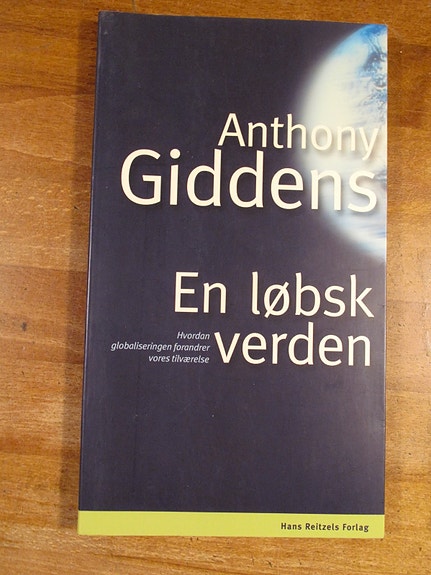 Anthony
Giddens
En løbsk
verden
Hvordan
globaliseringen forandrer
vores tilværelse
Hans Reitzels Forlag